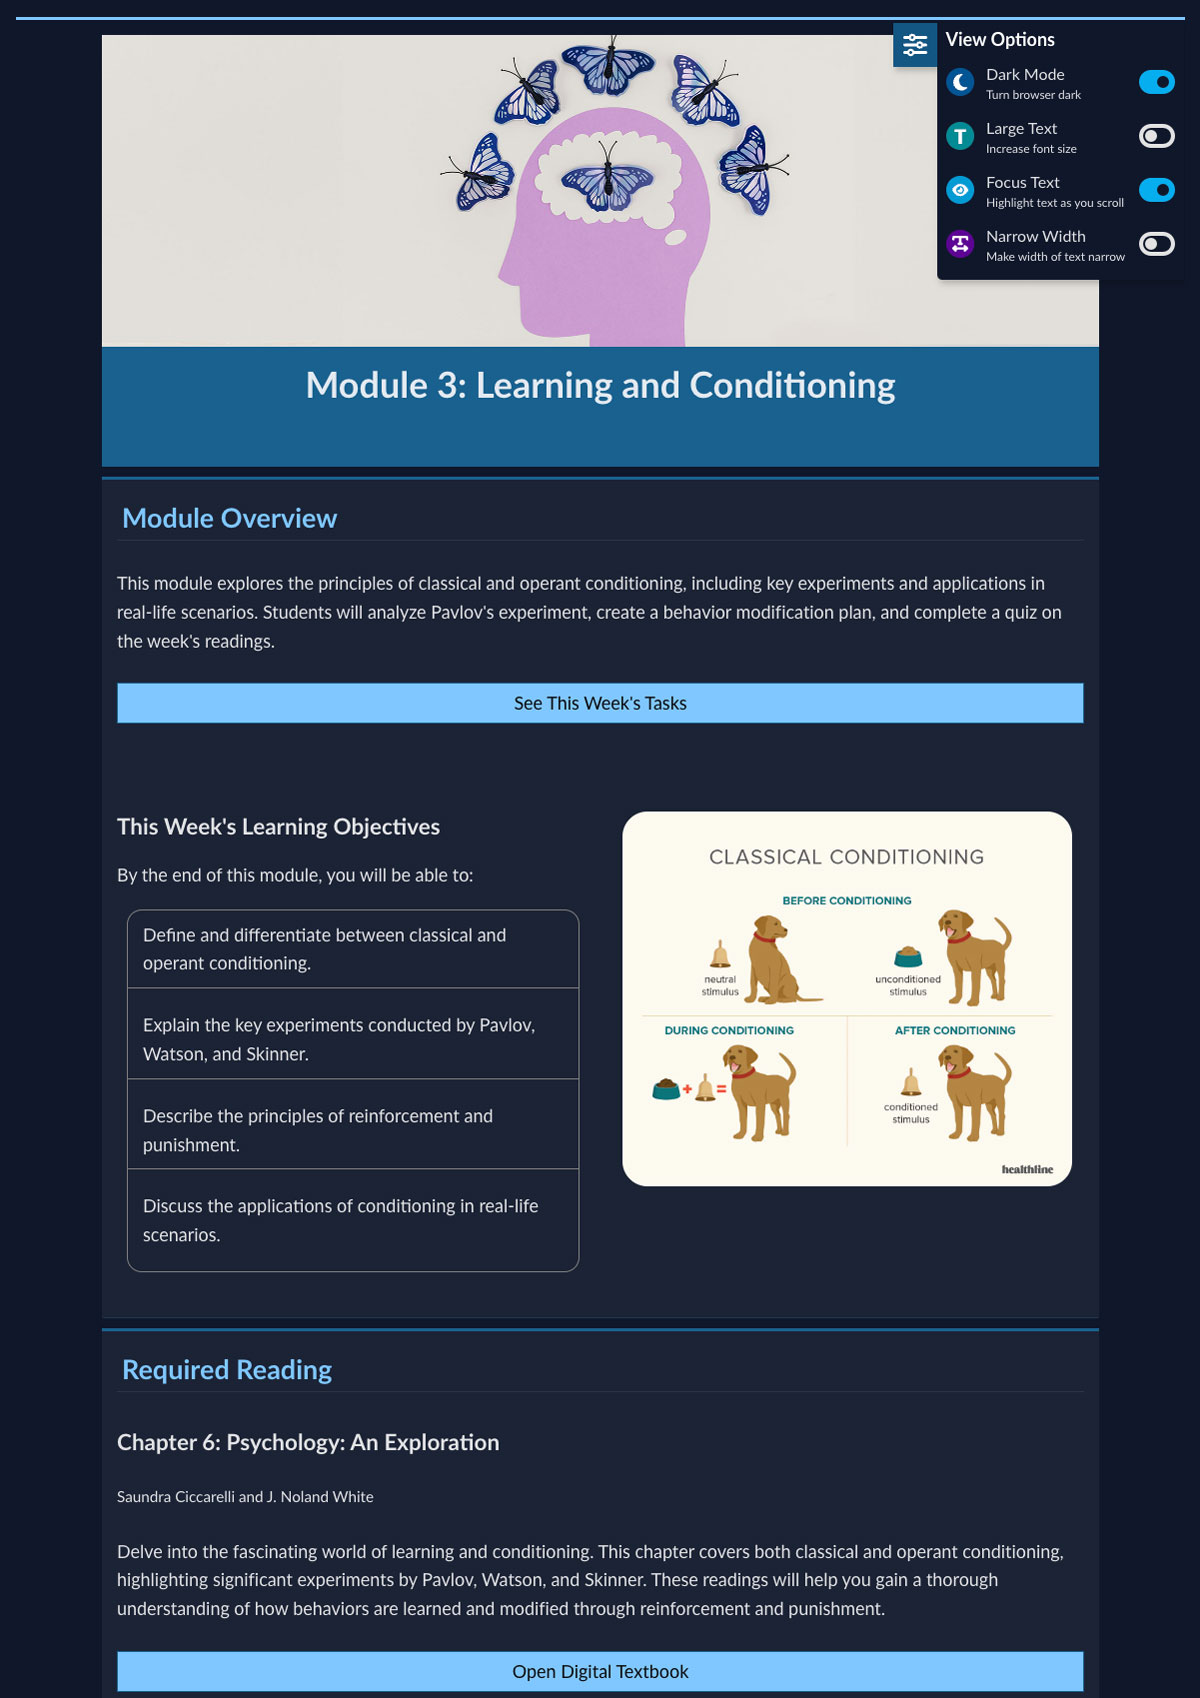 View Options
Dark Mode
Turn browser dark
Large Text
Increase font size
Focus Text
Highlight text as you scroll
Narrow Width
Make width of text narrow
Module 3: Learning and Conditioning
Module Overview
This module explores the principles of classical and operant conditioning, including key experiments and applications in
real-life scenarios. Students will analyze Pavlov's experiment, create a behavior modification plan, and complete a quiz on
the week's readings.
See This Week's Tasks
This Week's Learning Objectives
By the end of this module, you will be able to:
Define and differentiate between classical and
operant conditioning.
Explain the key experiments conducted by Pavlov,
Watson, and Skinner.
Describe the principles of reinforcement and
punishment.
Discuss the applications of conditioning in real-life
scenarios.
CLASSICAL CONDITIONING
BEFORE CONDITIONING
neutral
stimulus
unconditioned
stimulus
DURING CONDITIONING
+ =
AFTER CONDITIONING
conditioned
stimulus
healthline
Required Reading
Chapter 6: Psychology: An Exploration
Saundra Ciccarelli and J. Noland White
Delve into the fascinating world of learning and conditioning. This chapter covers both classical and operant conditioning,
highlighting significant experiments by Pavlov, Watson, and Skinner. These readings will help you gain a thorough
understanding of how behaviors are learned and modified through reinforcement and punishment.
Open Digital Textbook